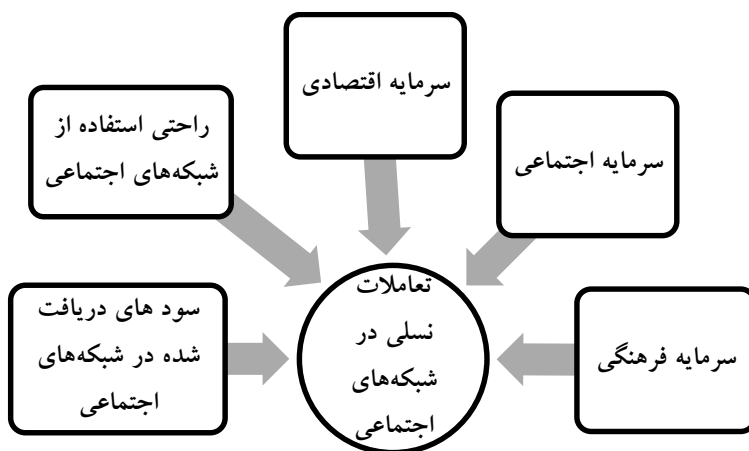 سرمایه اقتصادی
سرمایه اجتماعی
راحتی استفاده از
شبکه‌های اجتماعی
تعاملات
نسلی در
شبکه‌های
اجتماعی
سرمایه فرهنگی
سود های دریافت
شده در شبکه‌های
اجتماعی